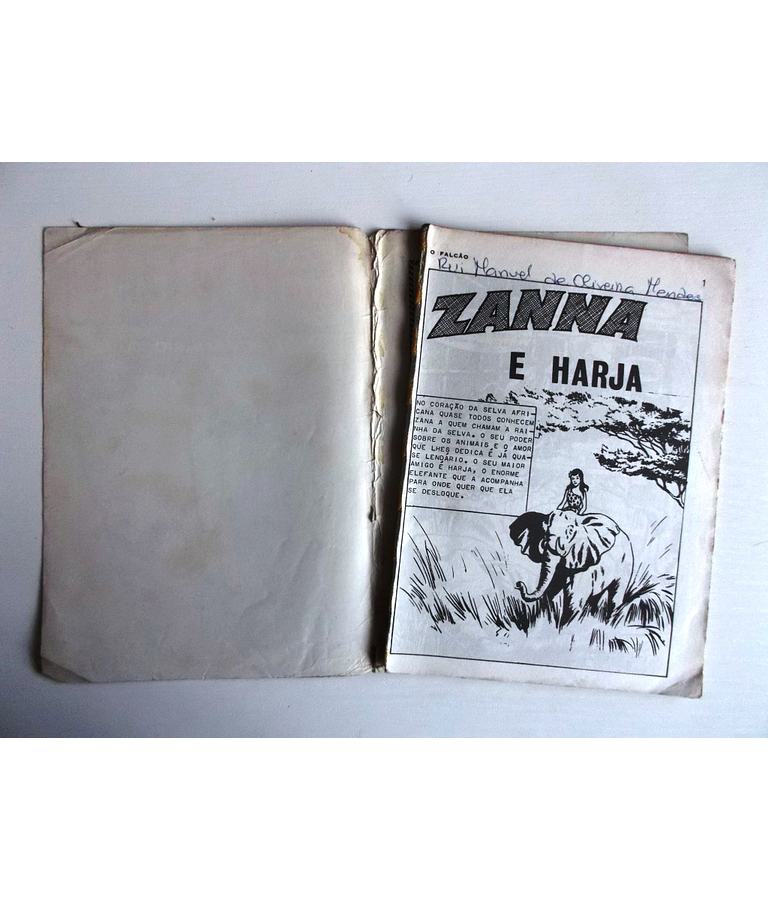 O FALCÃO
1
Rui Manuel de Oliveira Mendes
ZANNA
E HARJA
NO CORAÇÃO DA SELVA AFRI-
CANA QUASE TODOS CONHECEM
ZANA A QUEM CHAMAM A RAI-
NHA DA SELVA. O SEU PODER
SOBRE OS ANIMAIS E O AMOR
QUE LHES DEDICA É JÁ QUA-
SE LENDÁRIO. O SEU MAIOR
AMIGO É HARJA, O ENORME
ELEFANTE QUE A ACOMPANHA
PARA ONDE QUER QUE ELA
SE DESLOQUE.